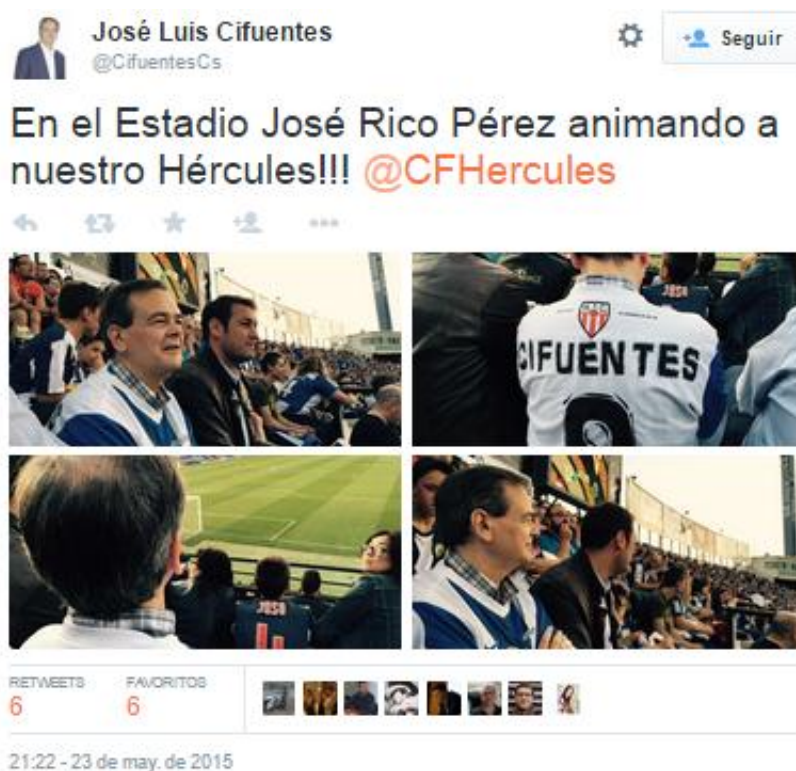 José Luis Cifuentes
@CifuentesCs
Seguir
En el Estadio José Rico Pérez animando a
nuestro Hércules!!! @CFHercules
CIFUENTES
JOSU
RETWEETS
FAVORITOS
6
6
21:22 - 23 de may. de 2015